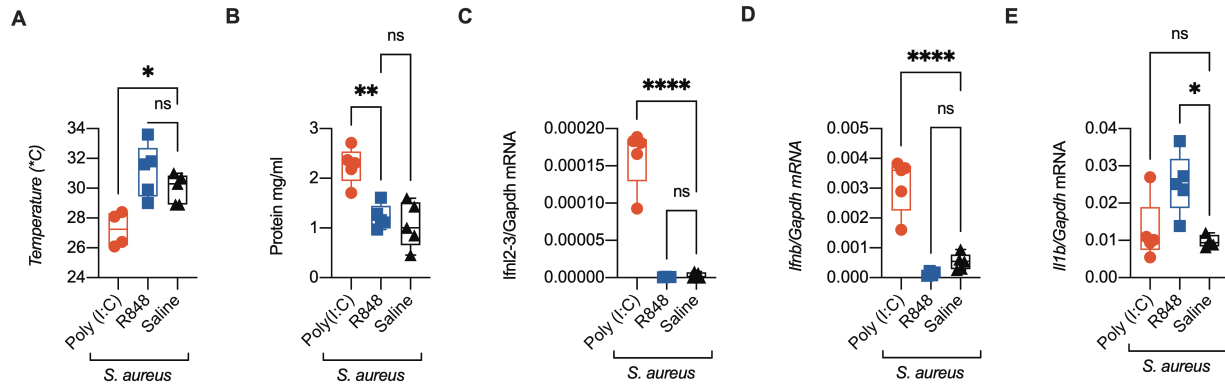 A
Temperature (*C)
34
32
30
28
26
24
*
ns
Poly (I:C)
R848
Saline
S. aureus
B
Protein mg/ml
3
2
1
0
**
ns
Poly(I:C)
R848
Saline
S. aureus
C
Ifnl2-3/Gapdh mRNA
0.00020
0.00015
0.00010
0.00005
0.00000
****
ns
Poly (I:C)
R848
Saline
S. aureus
D
Ifnb/Gapdh mRNA
0.005
0.004
0.003
0.002
0.001
0.000
****
ns
Poly (I:C)
R848
Saline
S. aureus
E
Il1b/Gapdh mRNA
0.04
0.03
0.02
0.01
0.00
ns
*
Poly (I:C)
R848
Saline
S. aureus